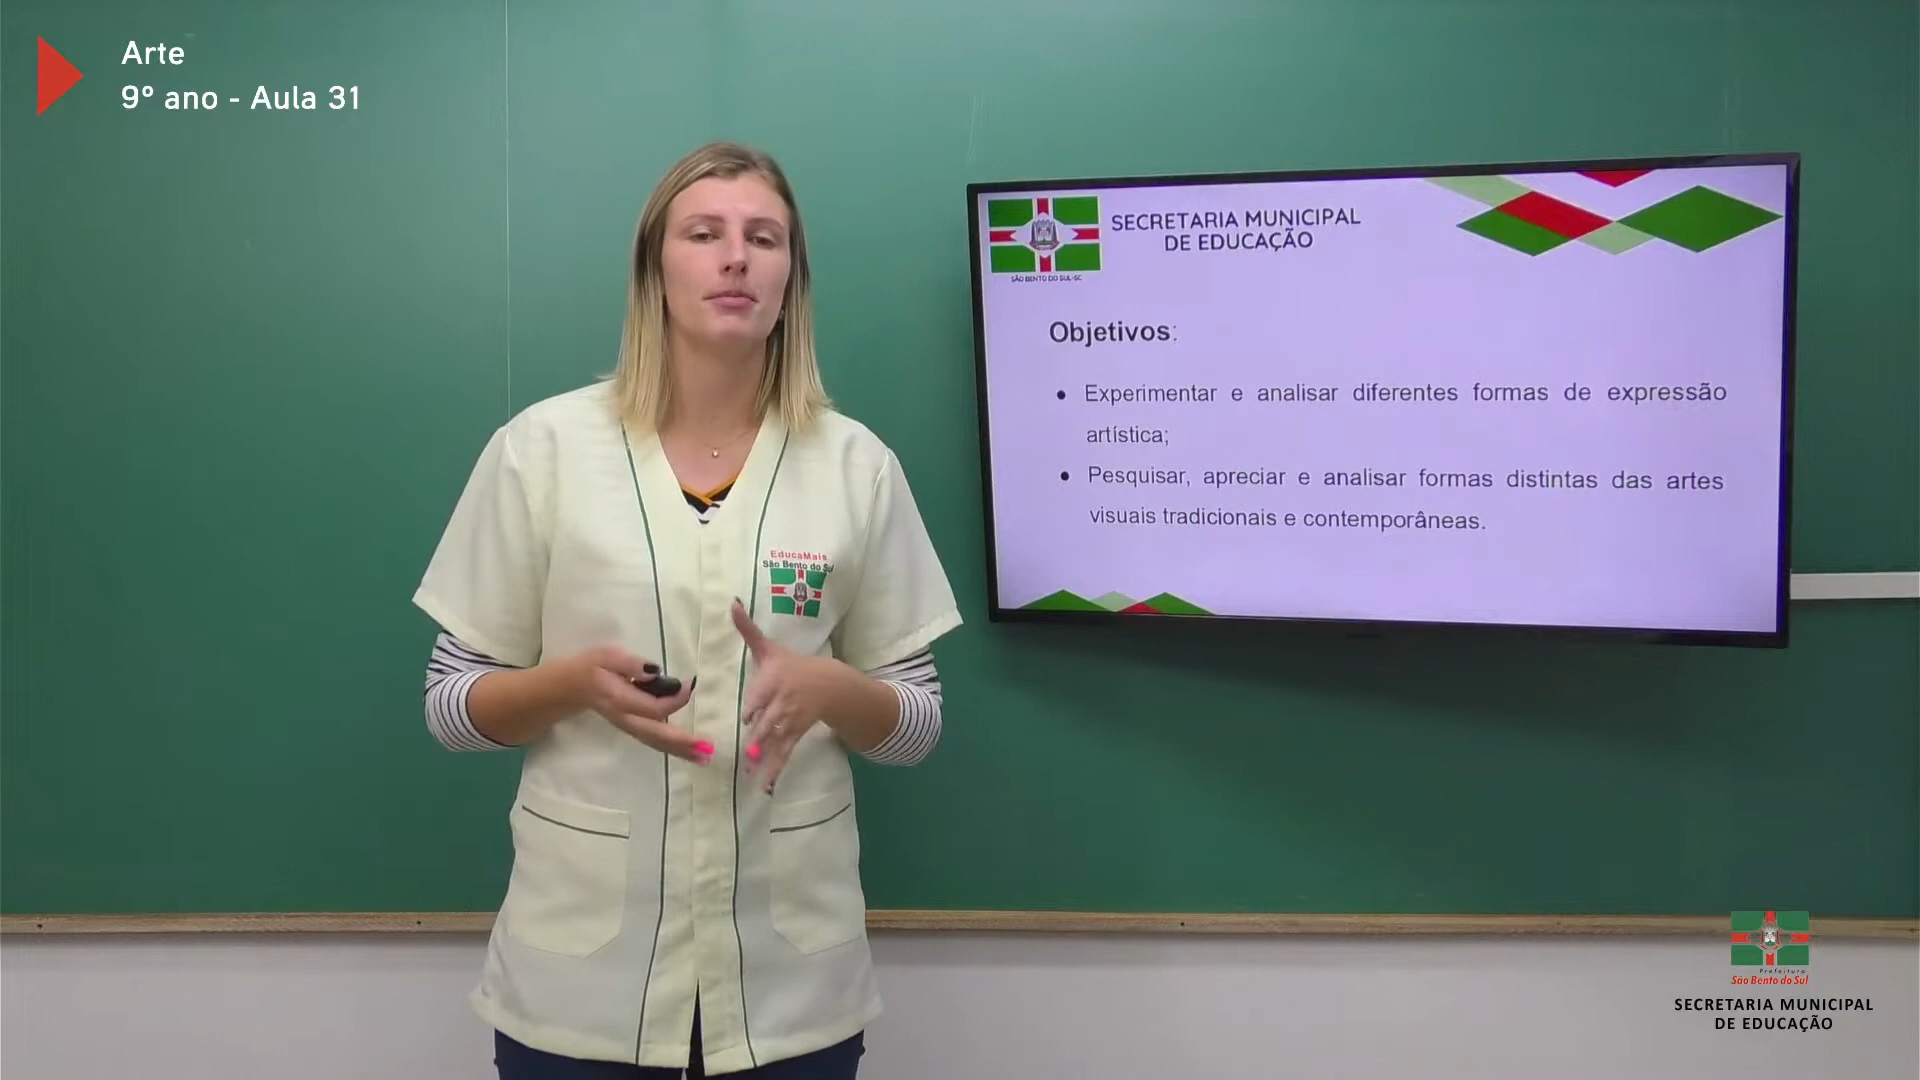 Arte
9º ano - Aula 31
SECRETARIA MUNICIPAL
DE EDUCAÇÃO
SÃO BENTO DO SUL-SC
Objetivos:
• Experimentar e analisar diferentes formas de expressão
artística;
• Pesquisar, apreciar e analisar formas distintas das artes
visuais tradicionais e contemporâneas.
EducaMais
São Bento do Sul
Prefeitura
São Bento do Sul
SECRETARIA MUNICIPAL
DE EDUCAÇÃO